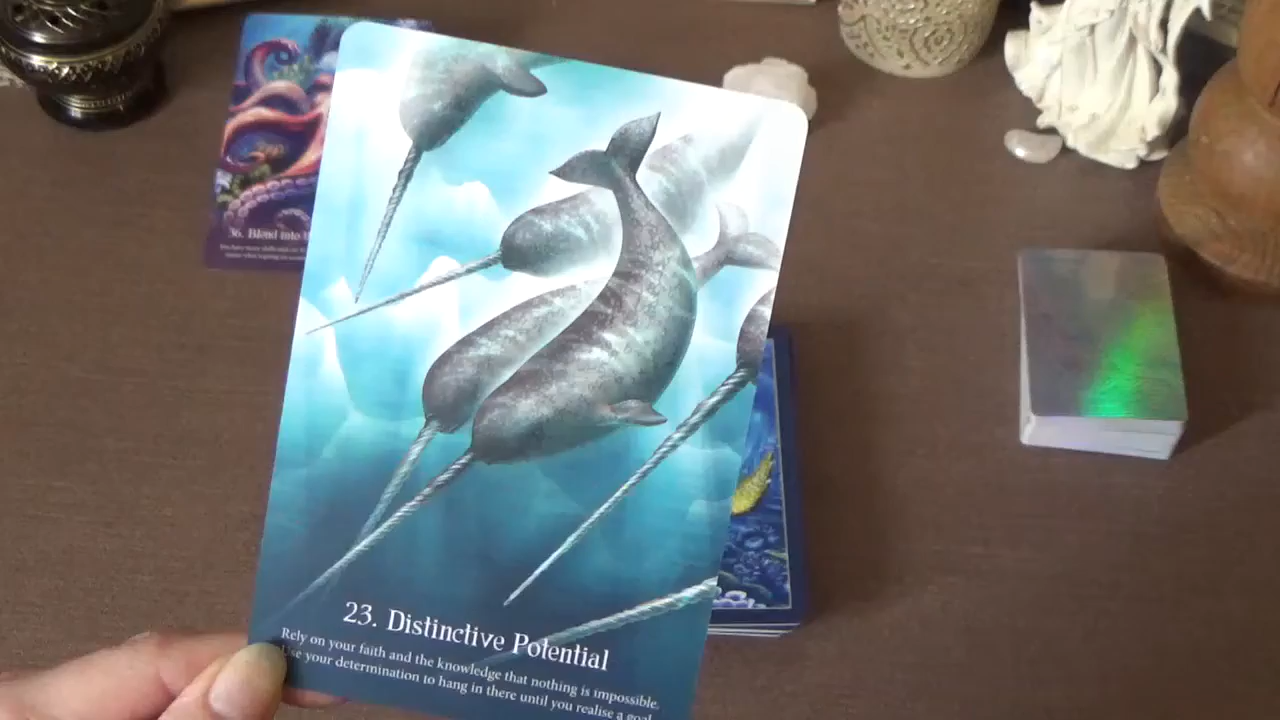 36. Blend into
23. Distinctive Potential
Rely on your faith and the knowledge that nothing is impossible.
Use your determination to hang in there until you realise a goal